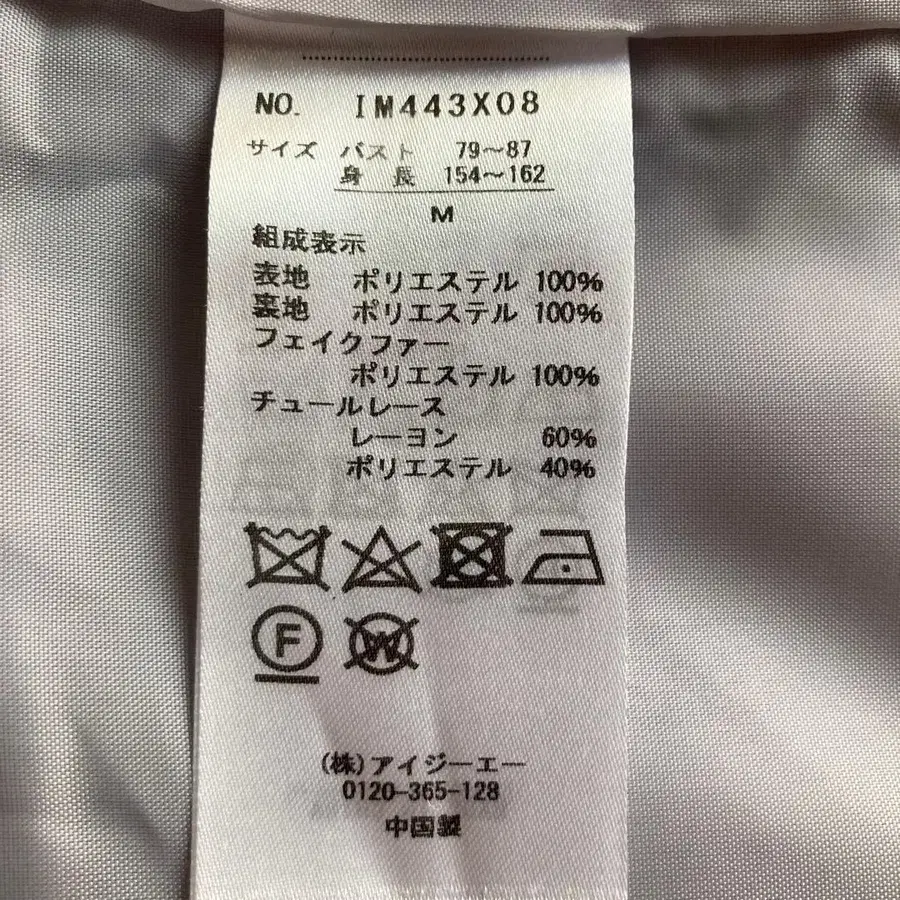 NO. IM443X08
サイズ バスト 79～87
身 長 154～162
M
組成表示
表地 ポリエステル 100%
裏地 ポリエステル 100%
フェイクファー
ポリエステル 100%
チュールレース
レーヨン 60%
ポリエステル 40%
F W
(株)アイジーエー
0120-365-128
中国製